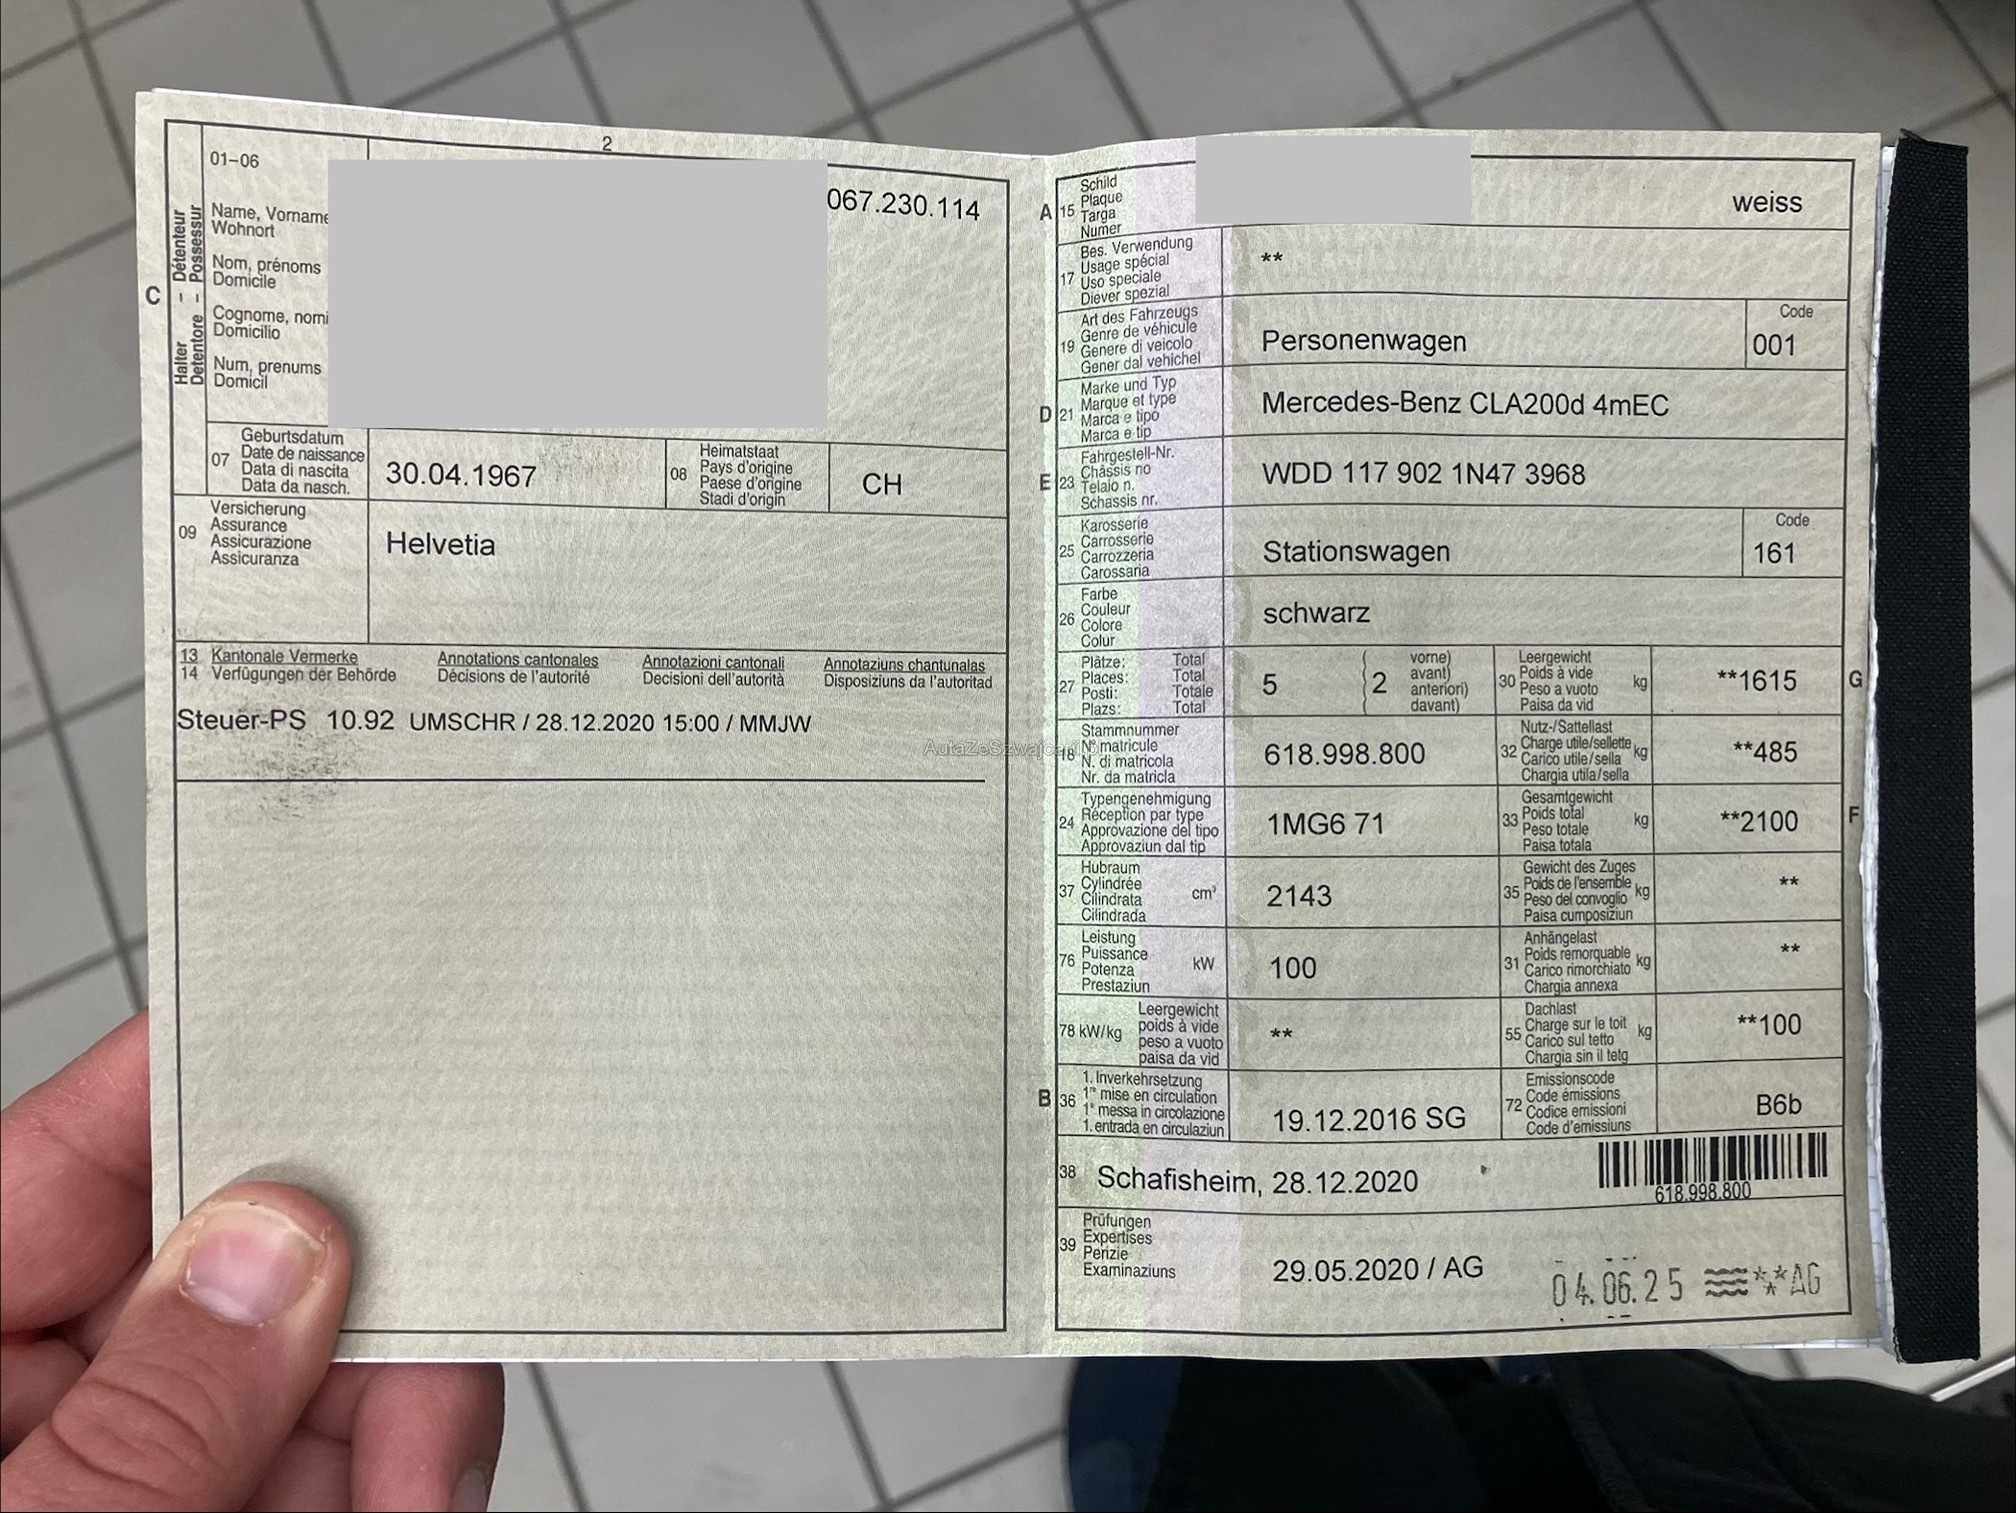 2
01–06
067.230.114
C
Halter – Détenteur
Detentore – Possessur
Name, Vorname
Wohnort
Nom, prénoms
Domicile
Cognome, nomi
Domicilio
Num, prenums
Domicil
07
Geburtsdatum
Date de naissance
Data di nascita
Data da nasch.
30.04.1967
08
Heimatstaat
Pays d'origine
Paese d'origine
Stadi d'origin
CH
09
Versicherung
Assurance
Assicurazione
Assicuranza
Helvetia
13 Kantonale Vermerke Annotations cantonales Annotazioni cantonali Annotaziuns chantunalas
14 Verfügungen der Behörde Décisions de l'autorité Decisioni dell'autorità Disposiziuns da l'autoritad
Steuer-PS 10.92 UMSCHR / 28.12.2020 15:00 / MMJW
A
15
Schild
Plaque
Targa
Numer
weiss
17
Bes. Verwendung
Usage spécial
Uso speciale
Diever spezial
**
19
Art des Fahrzeugs
Genre de véhicule
Genere di veicolo
Gener dal vehichel
Personenwagen
Code
001
D
21
Marke und Typ
Marque et type
Marca e tipo
Marca e tip
Mercedes-Benz CLA200d 4mEC
E
23
Fahrgestell-Nr.
Châssis no
Telaio n.
Schassis nr.
WDD 117 902 1N47 3968
25
Karosserie
Carrosserie
Carrozzeria
Carossaria
Stationswagen
Code
161
26
Farbe
Couleur
Colore
Colur
schwarz
27
Plätze: Total
Places: Total
Posti: Totale
Plazs: Total
5
2
vorne)
avant)
anteriori)
davant)
30
Leergewicht
Poids à vide
Peso a vuoto
Paisa da vid
kg
**1615
G
18
Stammnummer
N° matricule
N. di matricola
Nr. da matricla
618.998.800
32
Nutz-/Sattellast
Charge utile/sellette
Carico utile/sella
Chargia utila/sella
kg
**485
24
Typengenehmigung
Réception par type
Approvazione del tipo
Approvaziun dal tip
1MG6 71
33
Gesamtgewicht
Poids total
Peso totale
Paisa totala
kg
**2100
F
37
Hubraum
Cylindrée
Cilindrata
Cilindrada
cm³
2143
35
Gewicht des Zuges
Poids de l'ensemble
Peso del convoglio
Paisa cumposiziun
kg
**
76
Leistung
Puissance
Potenza
Prestaziun
kW
100
31
Anhängelast
Poids remorquable
Carico rimorchiato
Chargia annexa
kg
**
78 kW/kg
Leergewicht
poids à vide
peso a vuoto
paisa da vid
**
55
Dachlast
Charge sur le toit
Carico sul tetto
Chargia sin il tetg
kg
**100
B
36
1. Inverkehrsetzung
1re mise en circulation
1a messa in circolazione
1. entrada en circulaziun
19.12.2016 SG
72
Emissionscode
Code émissions
Codice emissioni
Code d'emissiuns
B6b
38
Schafisheim, 28.12.2020
618.998.800
39
Prüfungen
Expertises
Perizie
Examinaziuns
29.05.2020 / AG
04.06.25 AG